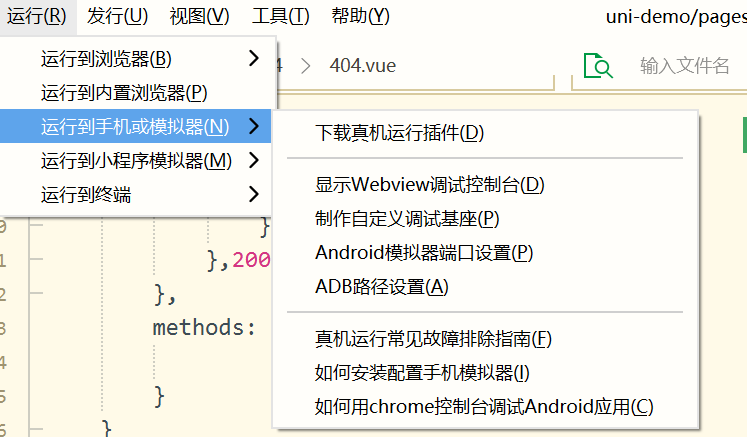 运行(R) 发行(U) 视图(V) 工具(T) 帮助(Y) uni-demo/pages
运行到浏览器(B)
4 > 404.vue
输入文件名
运行到内置浏览器(P)
运行到手机或模拟器(N)
运行到小程序模拟器(M)
运行到终端
下载真机运行插件(D)
显示Webview调试控制台(D)
制作自定义调试基座(P)
Android模拟器端口设置(P)
ADB路径设置(A)
真机运行常见故障排除指南(F)
如何安装配置手机模拟器(I)
如何用chrome控制台调试Android应用(C)
0 }
1 },200
2 },
3 methods:
4
5 }
6 }